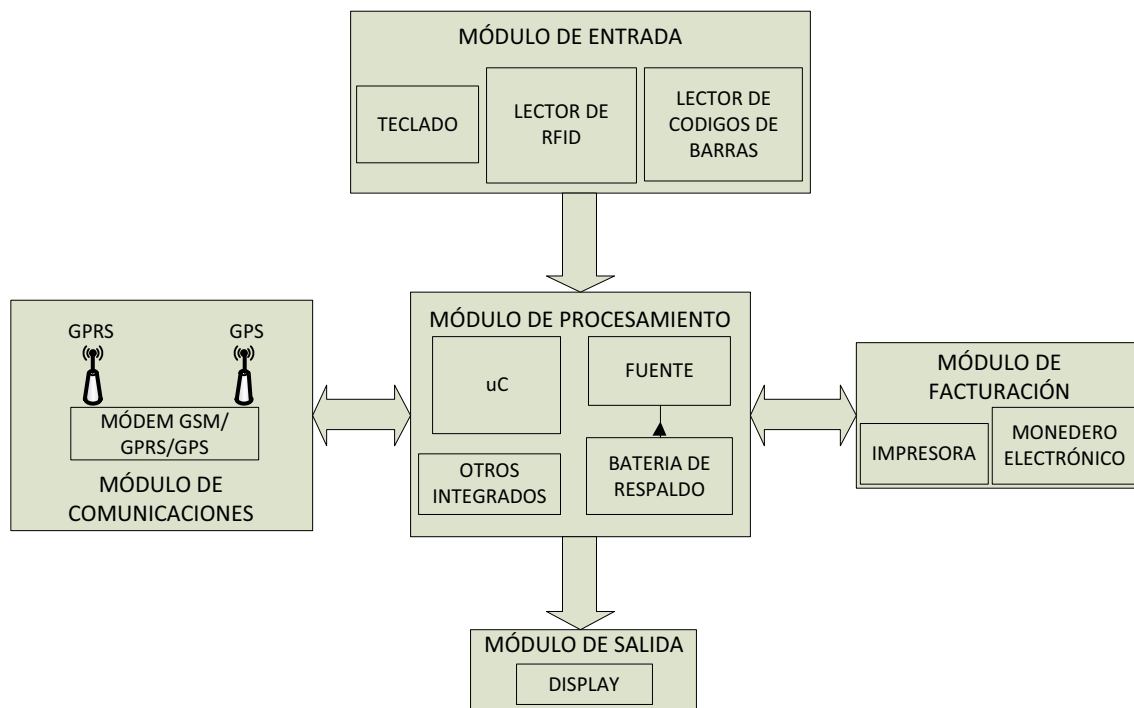 MÓDULO DE ENTRADA
TECLADO
LECTOR DE
RFID
LECTOR DE
CODIGOS DE
BARRAS
GPRS
GPS
MÓDEM GSM/
GPRS/GPS
MÓDULO DE
COMUNICACIONES
MÓDULO DE PROCESAMIENTO
uC
FUENTE
OTROS
INTEGRADOS
BATERIA DE
RESPALDO
MÓDULO DE
FACTURACIÓN
IMPRESORA
MONEDERO
ELECTRÓNICO
MÓDULO DE SALIDA
DISPLAY